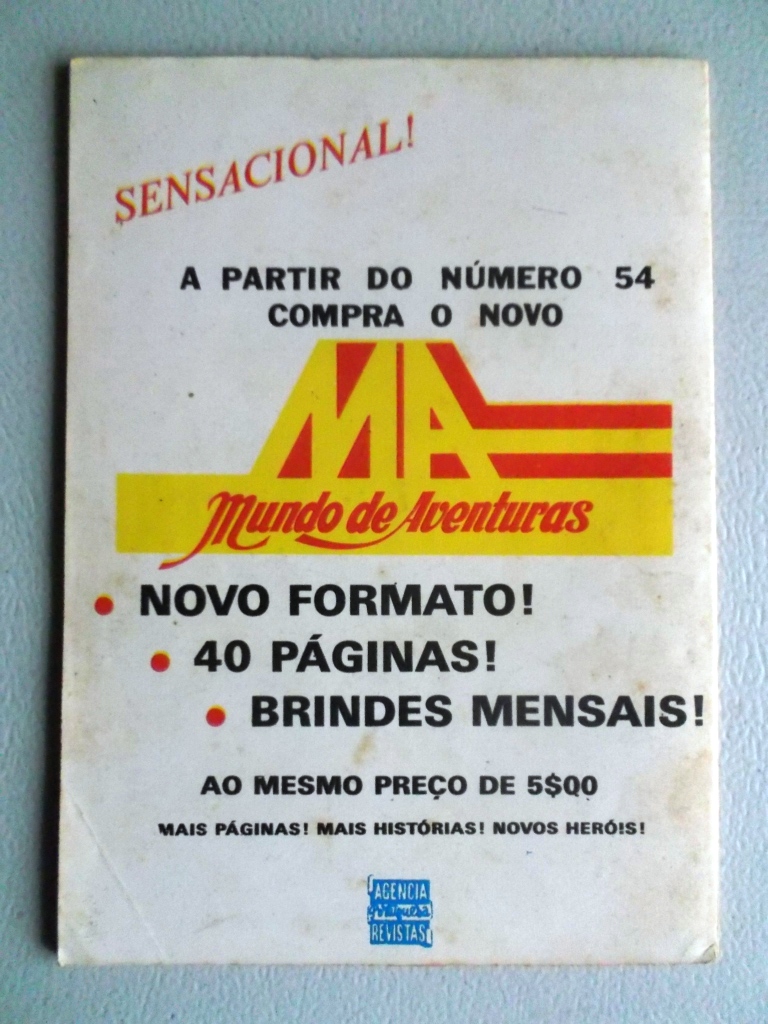 SENSACIONAL!
A PARTIR DO NÚMERO 54
COMPRA O NOVO
MA
Mundo de Aventuras
• NOVO FORMATO!
• 40 PÁGINAS!
• BRINDES MENSAIS!
AO MESMO PREÇO DE 5$00
MAIS PÁGINAS! MAIS HISTÓRIAS! NOVOS HERÓIS!
AGENCIA
REVISTAS